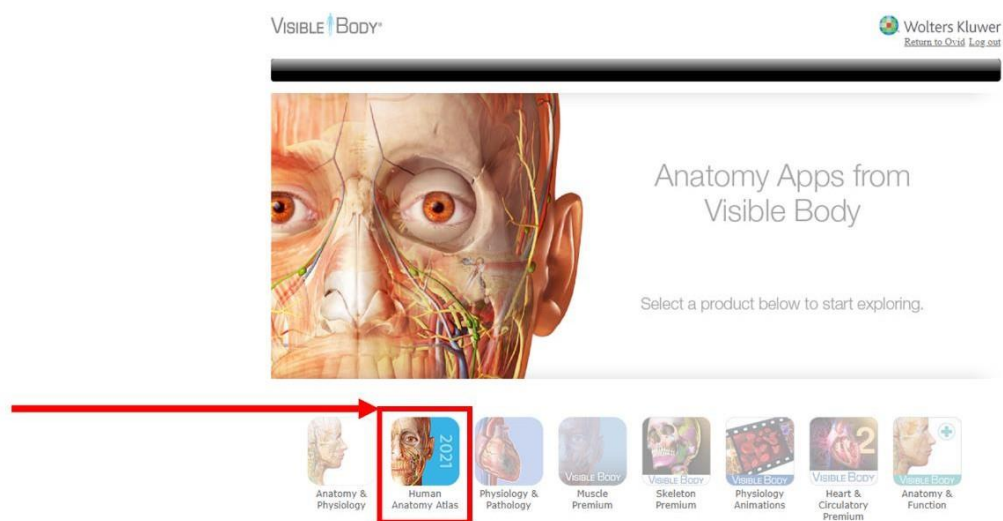 VISIBLE BODY®
Wolters Kluwer
Return to Ovid Log out
Anatomy Apps from
Visible Body
Select a product below to start exploring.
2021
VISIBLE BODY
VISIBLE BODY
VISIBLE BODY
2
VISIBLE BODY
VISIBLE BODY
Anatomy &
Physiology
Human
Anatomy Atlas
Physiology &
Pathology
Muscle
Premium
Skeleton
Premium
Physiology
Animations
Heart &
Circulatory
Premium
Anatomy &
Function